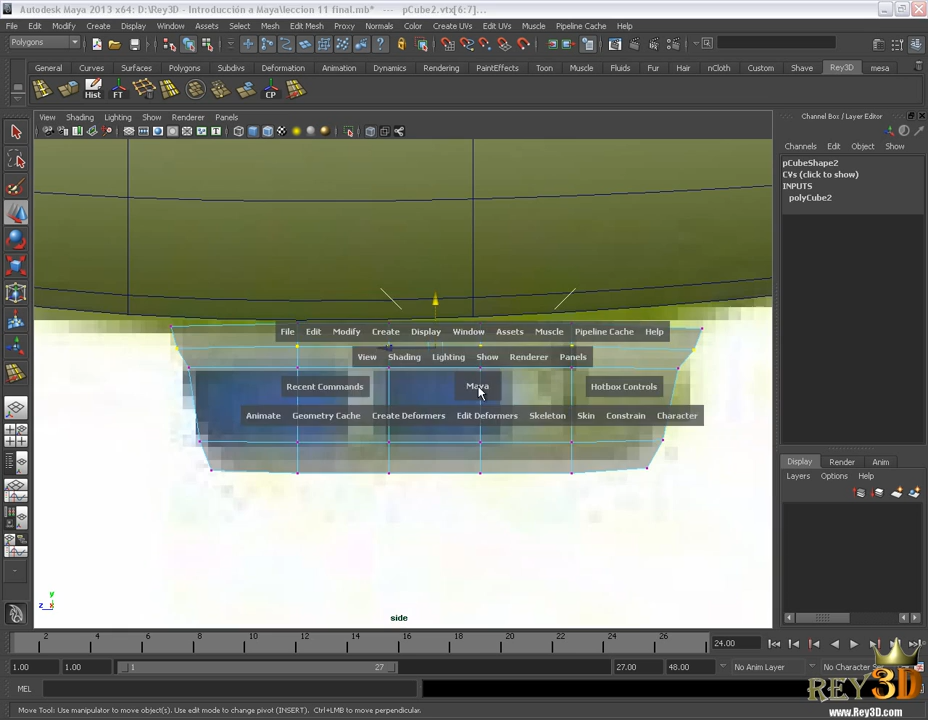 Autodesk Maya 2013 x64: D:\Rey3D\Introducción a Maya\leccion 11 final.mb* --- pCube2.vtx[6:7]...
File Edit Modify Create Display Window Assets Select Mesh Edit Mesh Proxy Normals Color Create UVs Edit UVs Muscle Pipeline Cache Help
Polygons
General Curves Surfaces Polygons Subdivs Deformation Animation Dynamics Rendering PaintEffects Toon Muscle Fluids Fur Hair nCloth Custom Shave Rey3D mesa
Hist FT CP
View Shading Lighting Show Renderer Panels
Channel Box / Layer Editor
Channels Edit Object Show
pCubeShape2
CVs (click to show)
INPUTS
polyCube2
File Edit Modify Create Display Window Assets Muscle Pipeline Cache Help
View Shading Lighting Show Renderer Panels
Recent Commands Maya Hotbox Controls
Animate Geometry Cache Create Deformers Edit Deformers Skeleton Skin Constrain Character
Display Render Anim
Layers Options Help
y
z x
side
2 4 6 8 10 12 14 16 18 20 22 24 26
24.00
1.00 1.00 1 27 27.00 48.00 No Anim Layer No Character Se
MEL
REY3D
www.Rey3D.com
Move Tool: Use manipulator to move object(s). Use edit mode to change pivot (INSERT). Ctrl+LMB to move perpendicular.